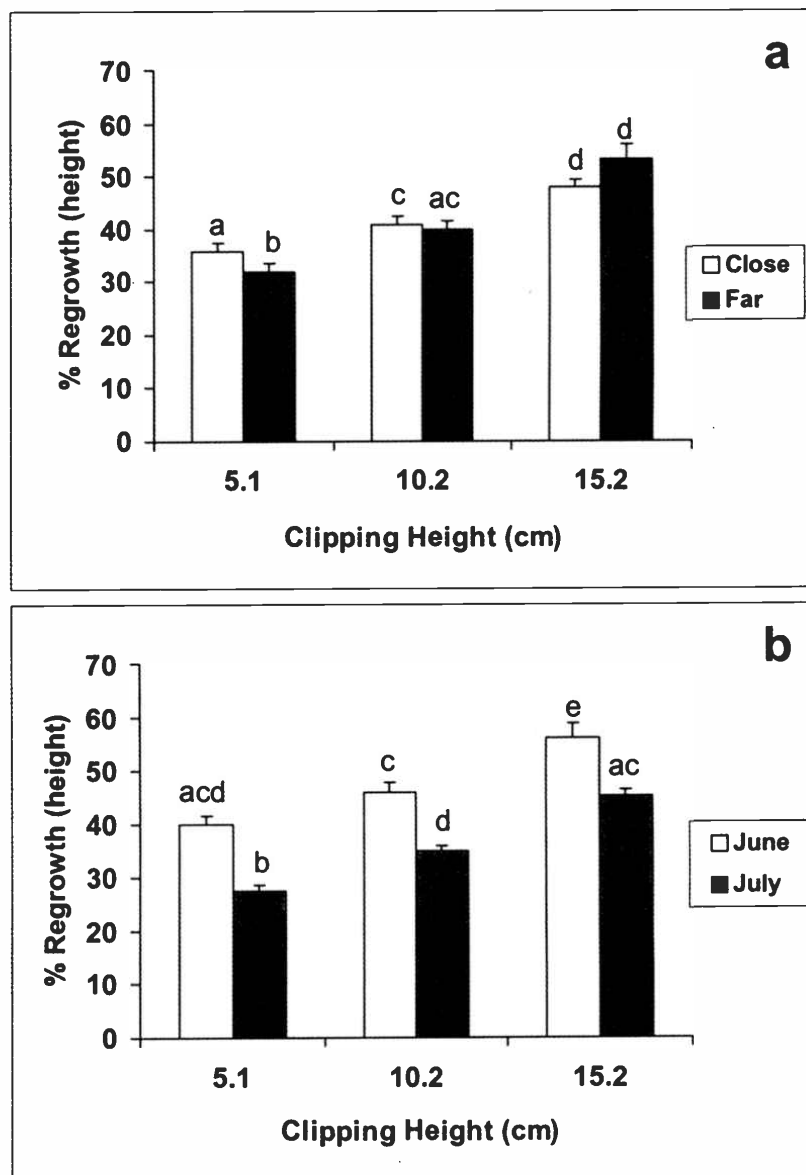 a
70
60
50
40
30
20
10
0
% Regrowth (height)
a
b
c
ac
d
d
5.1 10.2 15.2
Clipping Height (cm)
Close
Far
b
70
60
50
40
30
20
10
0
% Regrowth (height)
acd
b
c
d
e
ac
5.1 10.2 15.2
Clipping Height (cm)
June
July